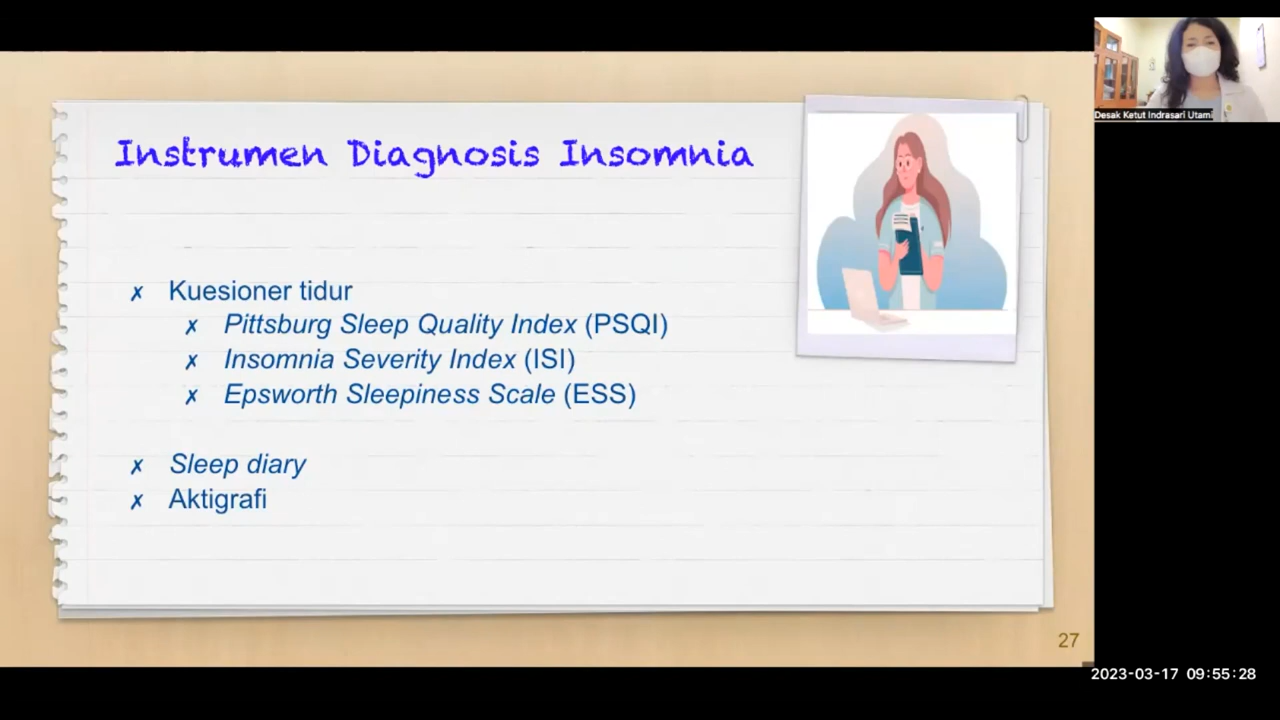 Instrumen Diagnosis Insomnia
✗ Kuesioner tidur
✗ Pittsburg Sleep Quality Index (PSQI)
✗ Insomnia Severity Index (ISI)
✗ Epsworth Sleepiness Scale (ESS)
✗ Sleep diary
✗ Aktigrafi
27
Desak Ketut Indrasari Utami
2023-03-17 09:55:28